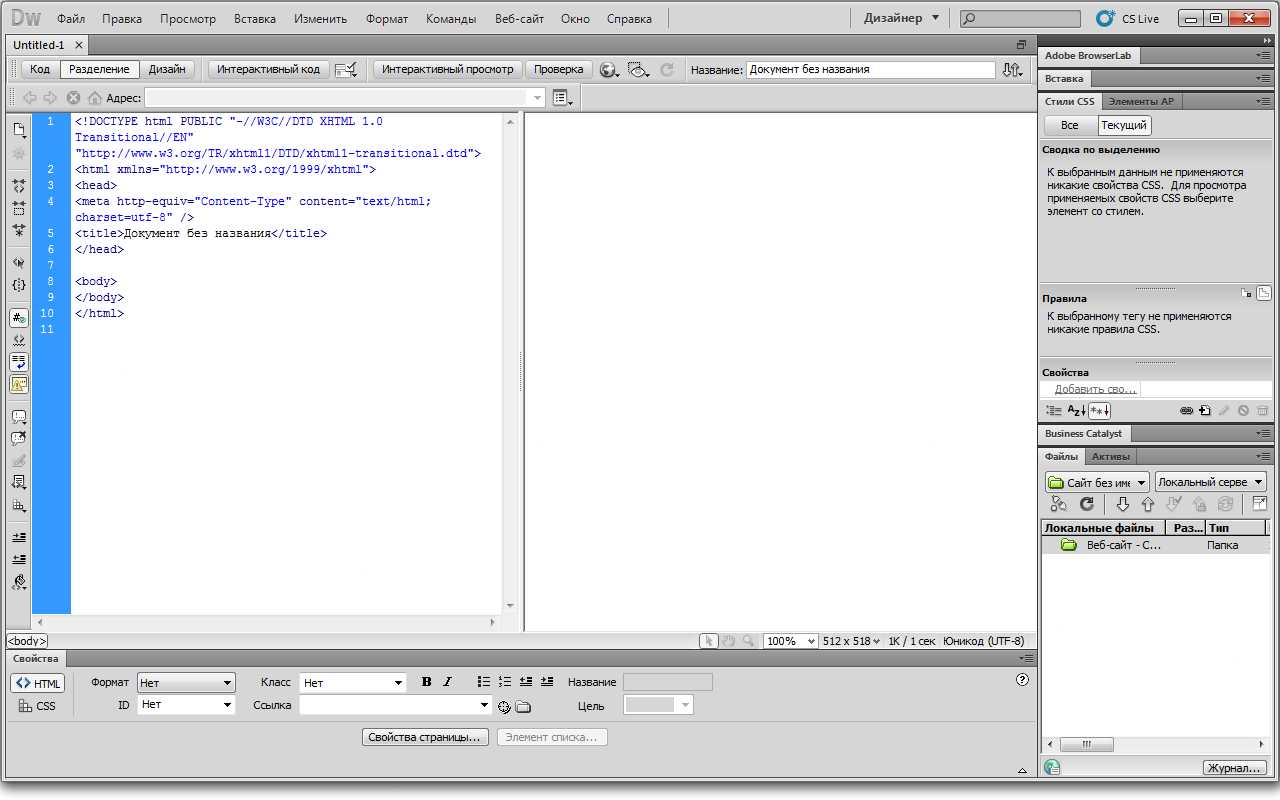 Dw Файл Правка Просмотр Вставка Изменить Формат Команды Веб-сайт Окно Справка Дизайнер CS Live
Untitled-1
Код Разделение Дизайн Интерактивный код Интерактивный просмотр Проверка Название: Документ без названия
Адрес:
1 <!DOCTYPE html PUBLIC "-//W3C//DTD XHTML 1.0
Transitional//EN"
"http://www.w3.org/TR/xhtml1/DTD/xhtml1-transitional.dtd">
2 <html xmlns="http://www.w3.org/1999/xhtml">
3 <head>
4 <meta http-equiv="Content-Type" content="text/html;
charset=utf-8" />
5 <title>Документ без названия</title>
6 </head>
7
8 <body>
9 </body>
10 </html>
11
<body>
100% 512 x 518 1K / 1 сек Юникод (UTF-8)
Свойства
HTML Формат Нет Класс Нет B I Название
CSS ID Нет Ссылка Цель
Свойства страницы... Элемент списка...
Adobe BrowserLab
Вставка
Стили CSS Элементы AP
Все Текущий
Сводка по выделению
К выбранным данным не применяются
никакие свойства CSS. Для просмотра
применяемых свойств CSS выберите
элемент со стилем.
Правила
К выбранному тегу не применяются
никакие правила CSS.
Свойства
Добавить сво...
Business Catalyst
Файлы Активы
Сайт без име Локальный серве
Локальные файлы Раз... Тип
Веб-сайт - С... Папка
Журнал...